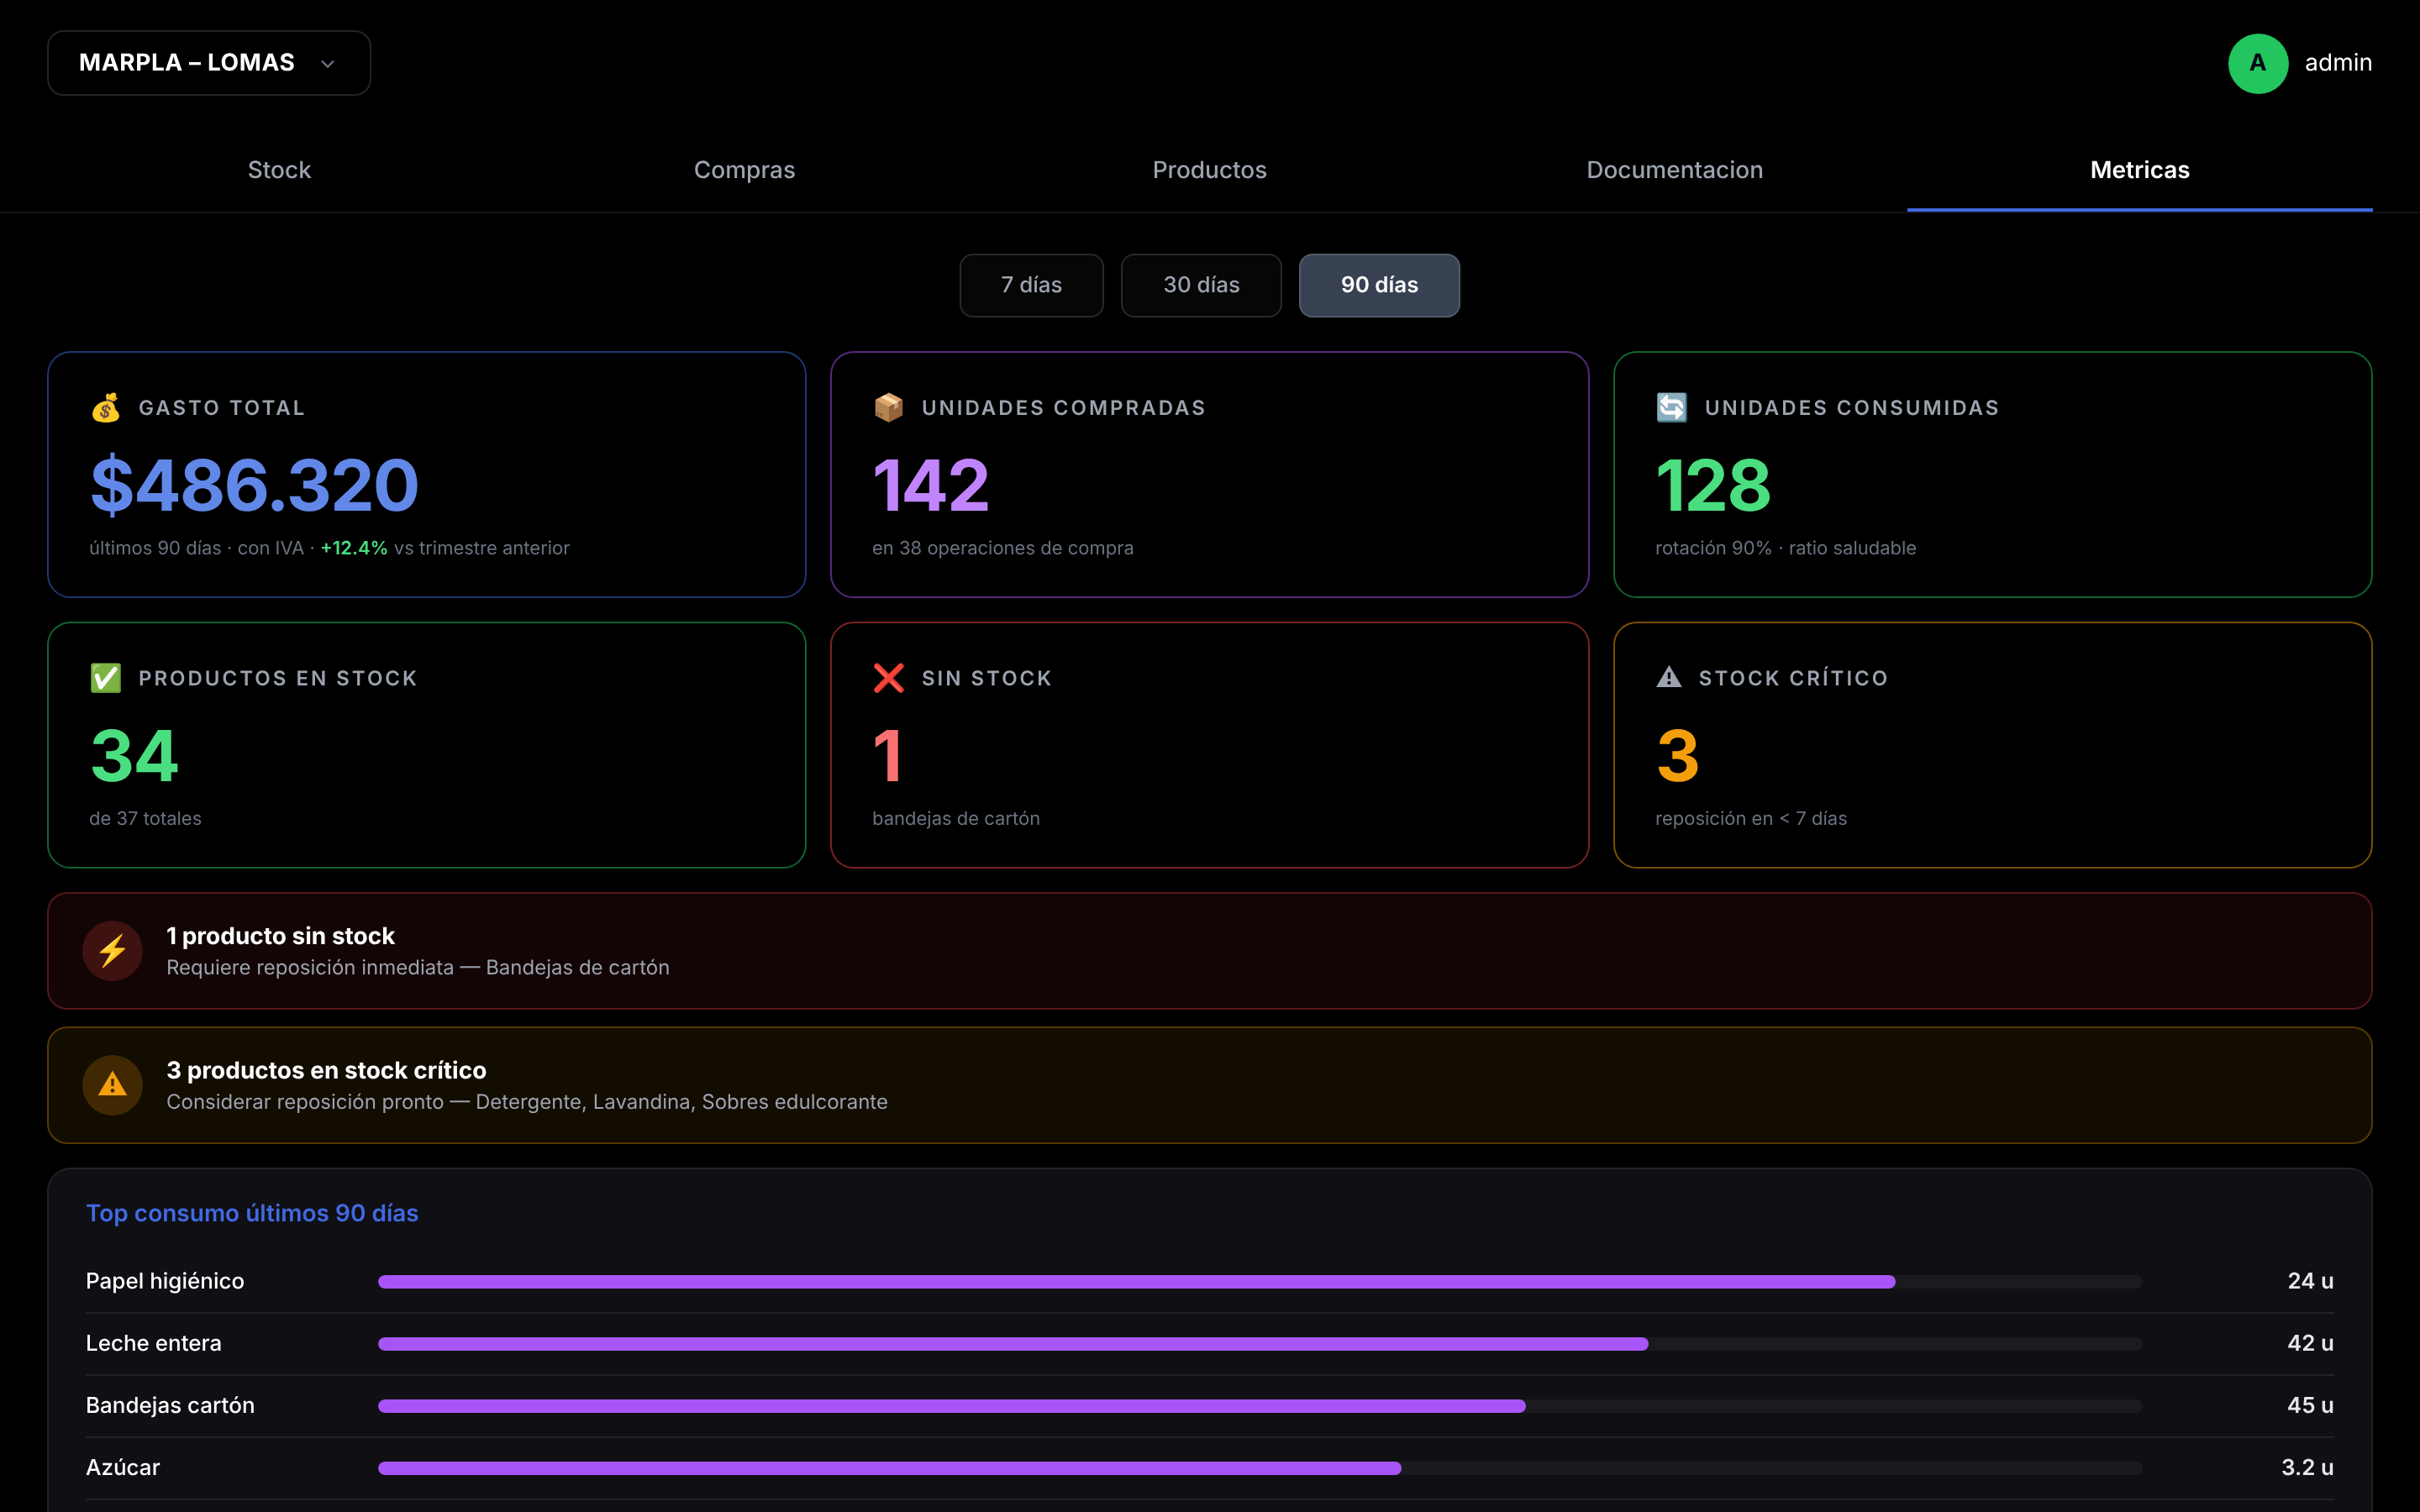 MARPLA – LOMAS
A admin
Stock Compras Productos Documentacion Metricas
7 días 30 días 90 días
GASTO TOTAL
$486.320
últimos 90 días · con IVA · +12.4% vs trimestre anterior
UNIDADES COMPRADAS
142
en 38 operaciones de compra
UNIDADES CONSUMIDAS
128
rotación 90% · ratio saludable
PRODUCTOS EN STOCK
34
de 37 totales
SIN STOCK
1
bandejas de cartón
STOCK CRÍTICO
3
reposición en < 7 días
1 producto sin stock
Requiere reposición inmediata — Bandejas de cartón
3 productos en stock crítico
Considerar reposición pronto — Detergente, Lavandina, Sobres edulcorante
Top consumo últimos 90 días
Papel higiénico 24 u
Leche entera 42 u
Bandejas cartón 45 u
Azúcar 3.2 u